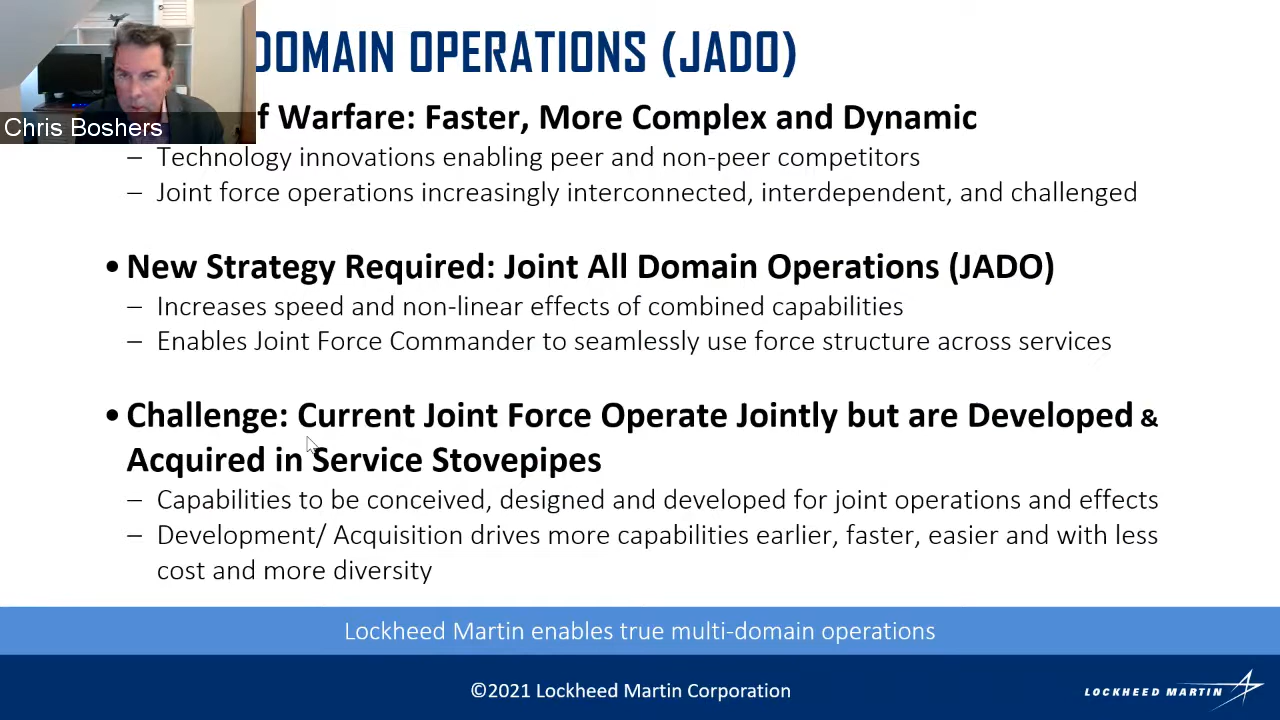 DOMAIN OPERATIONS (JADO)
Chris Boshers
f Warfare: Faster, More Complex and Dynamic
– Technology innovations enabling peer and non-peer competitors
– Joint force operations increasingly interconnected, interdependent, and challenged
• New Strategy Required: Joint All Domain Operations (JADO)
– Increases speed and non-linear effects of combined capabilities
– Enables Joint Force Commander to seamlessly use force structure across services
• Challenge: Current Joint Force Operate Jointly but are Developed &
Acquired in Service Stovepipes
– Capabilities to be conceived, designed and developed for joint operations and effects
– Development/ Acquisition drives more capabilities earlier, faster, easier and with less
cost and more diversity
Lockheed Martin enables true multi-domain operations
©2021 Lockheed Martin Corporation
LOCKHEED MARTIN